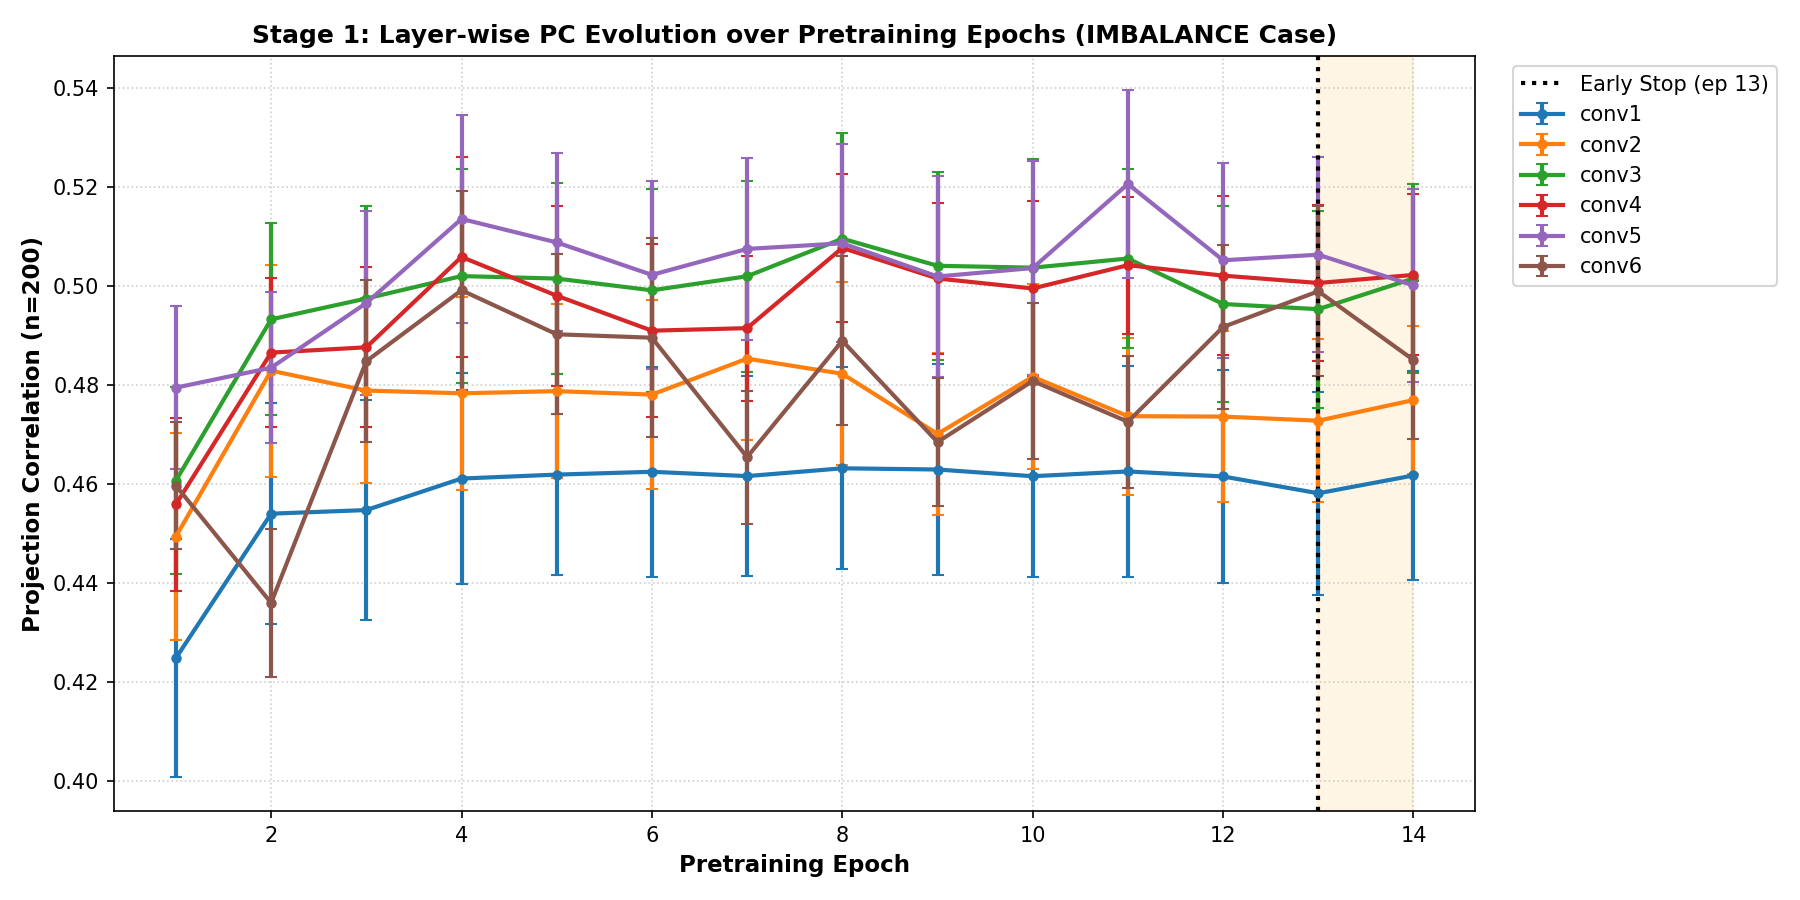 Stage 1: Layer-wise PC Evolution over Pretraining Epochs (IMBALANCE Case)
Projection Correlation (n=200)
0.54
0.52
0.50
0.48
0.46
0.44
0.42
0.40
2
4
6
8
10
12
14
Pretraining Epoch
Early Stop (ep 13)
conv1
conv2
conv3
conv4
conv5
conv6